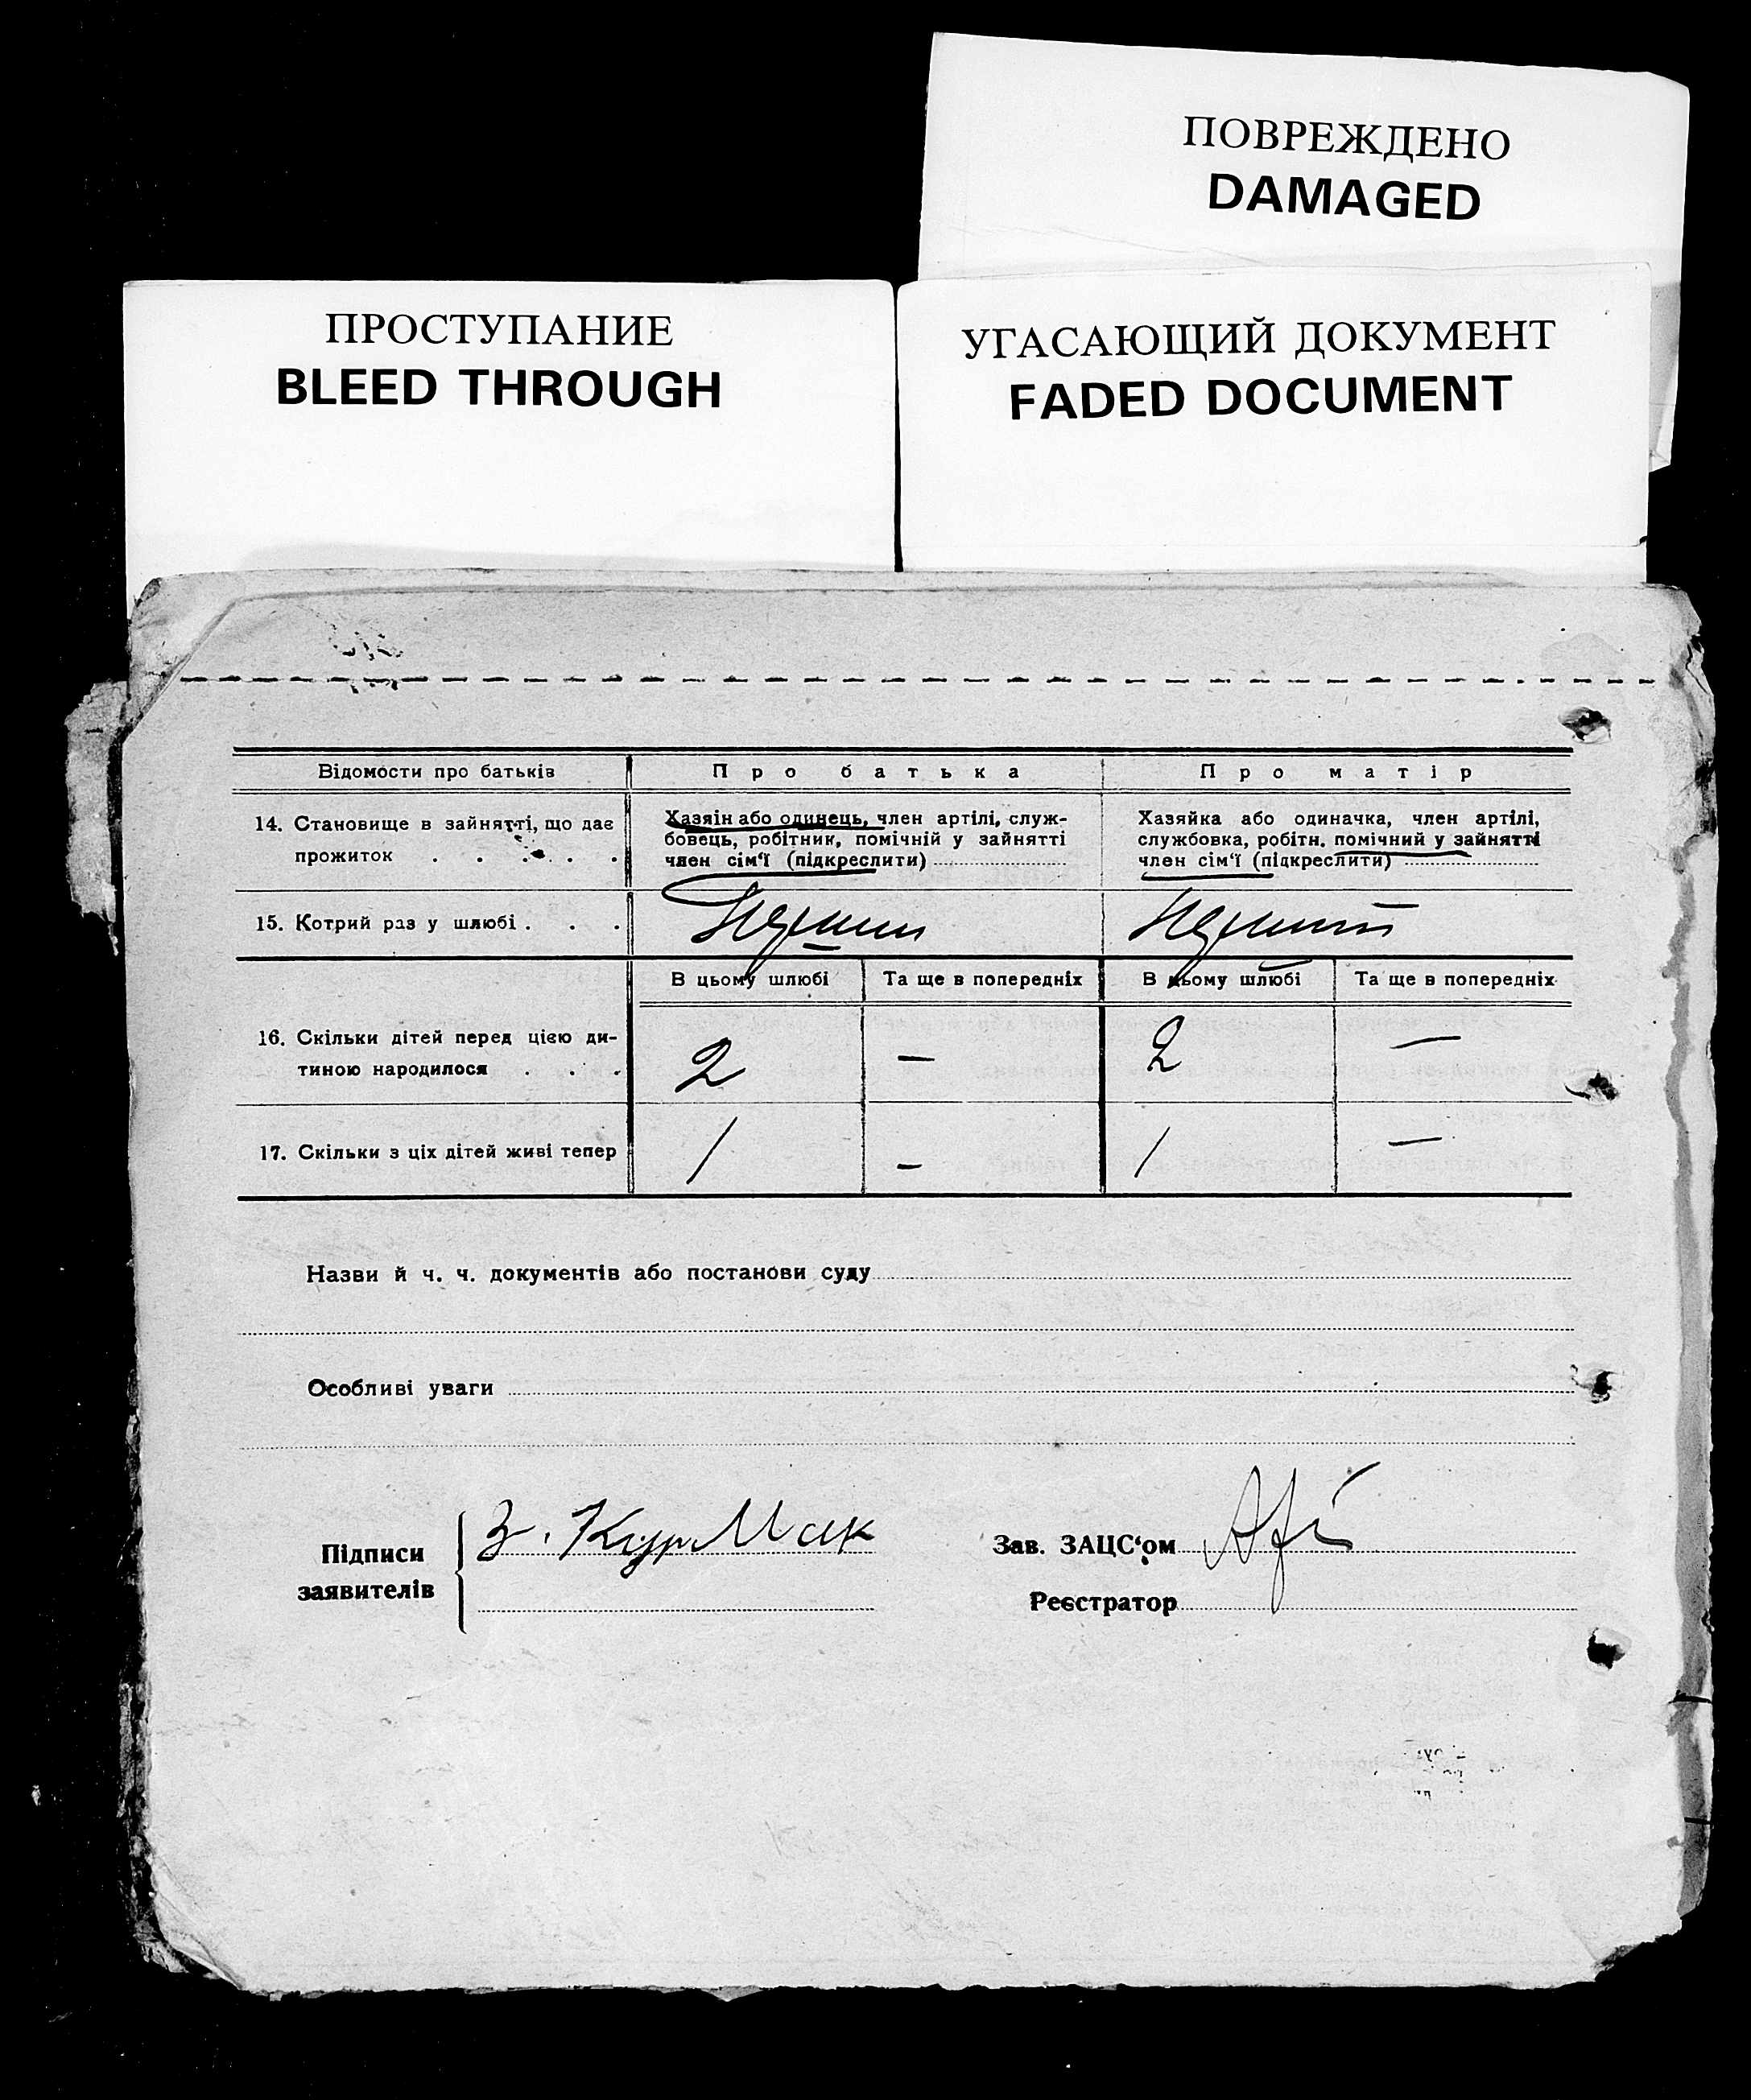 ПОВРЕЖДЕНО
DAMAGED
ПРОСТУПАНИЕ
BLEED THROUGH
УГАСАЮЩИЙ ДОКУМЕНТ
FADED DOCUMENT
Відомости про батьків
Про батька
Про матір
14. Становище в зайнятті, що дає
прожиток . . . . .
Хазяін або одинець, член артілі, служ-
бовець, робітник, помічній у зайнятті
член сім'ї (підкреслити)
Хазяйка або одиначка, член артілі,
службовка, робітн. помічний у зайнятті
член сім'ї (підкреслити)
15. Котрий раз у шлюбі . . .
В цьому шлюбі
Та ще в попередніх
В цьому шлюбі
Та ще в попередніх
16. Скільки дітей перед цією ди-
тиною народилося . . .
2
—
2
—
17. Скільки з ціх дітей живі тепер
1
—
1
—
Назви й ч. ч. документів або постанови суду
Особливі уваги
Підписи
заявителів
Зав. ЗАЦС'ом
Реєстратор